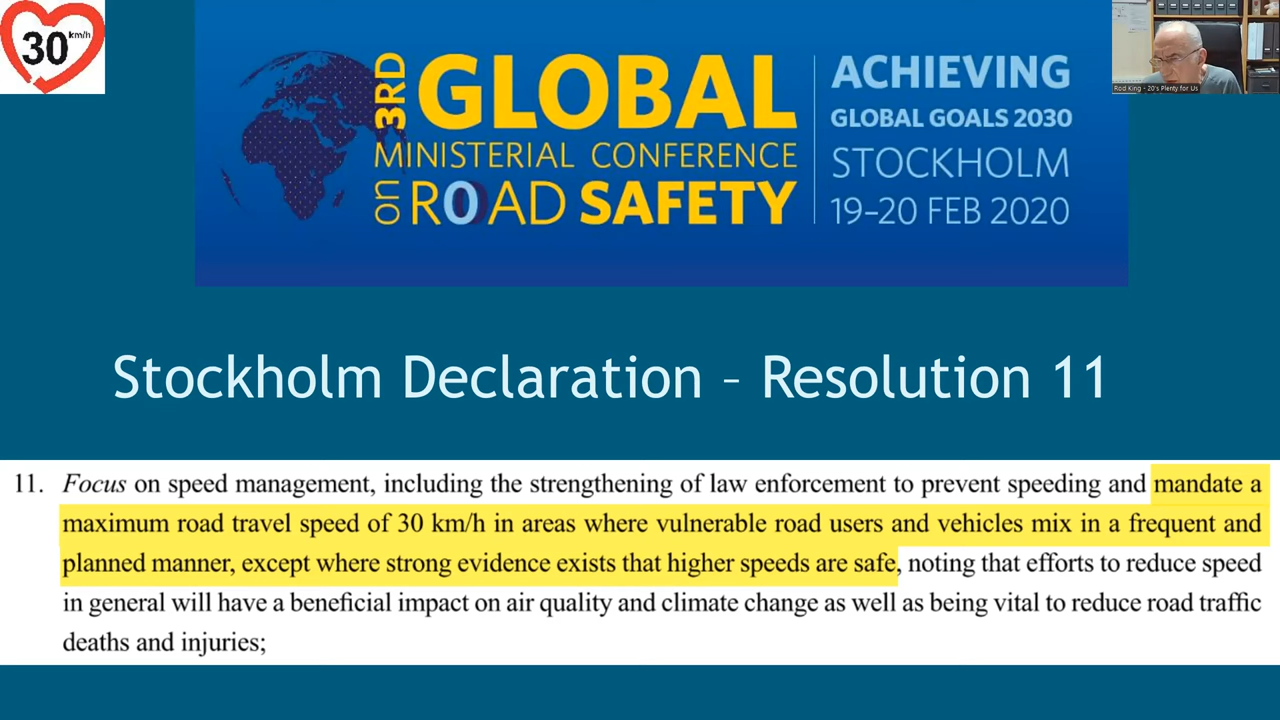 30 km/h
3RD GLOBAL
MINISTERIAL CONFERENCE
on ROAD SAFETY
ACHIEVING
GLOBAL GOALS 2030
STOCKHOLM
19–20 FEB 2020
Rod King - 20's Plenty for Us
Stockholm Declaration – Resolution 11
11. Focus on speed management, including the strengthening of law enforcement to prevent speeding and mandate a
maximum road travel speed of 30 km/h in areas where vulnerable road users and vehicles mix in a frequent and
planned manner, except where strong evidence exists that higher speeds are safe, noting that efforts to reduce speed
in general will have a beneficial impact on air quality and climate change as well as being vital to reduce road traffic
deaths and injuries;